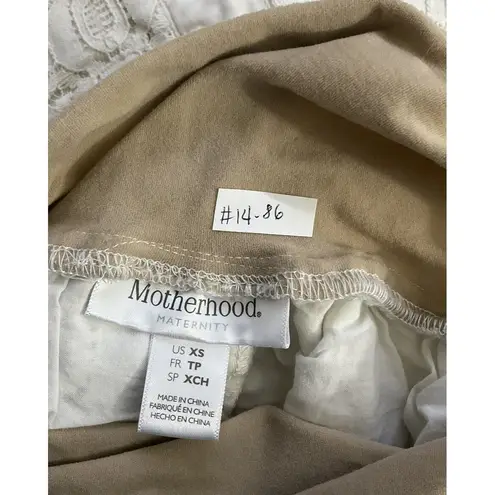 #14-86
Motherhood®
MATERNITY
US XS
FR TP
SP XCH
MADE IN CHINA
FABRIQUÉ EN CHINE
HECHO EN CHINA